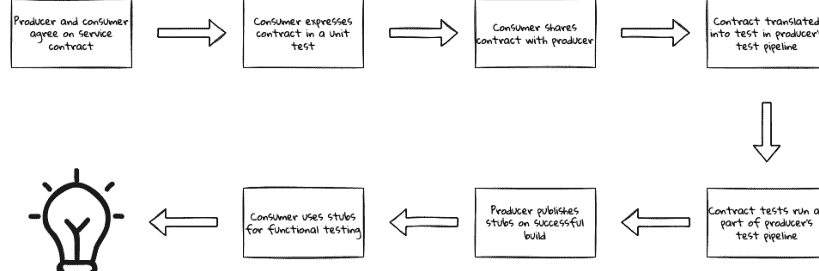 Producer and consumer
agree on service
contract
Consumer expresses
contract in a unit
test
Consumer shares
contract with producer
Contract translated
into test in producer's
test pipeline
Contract tests run a
part of producer's
test pipeline
Producer publishes
stubs on successful
build
Consumer uses stubs
for functional testing